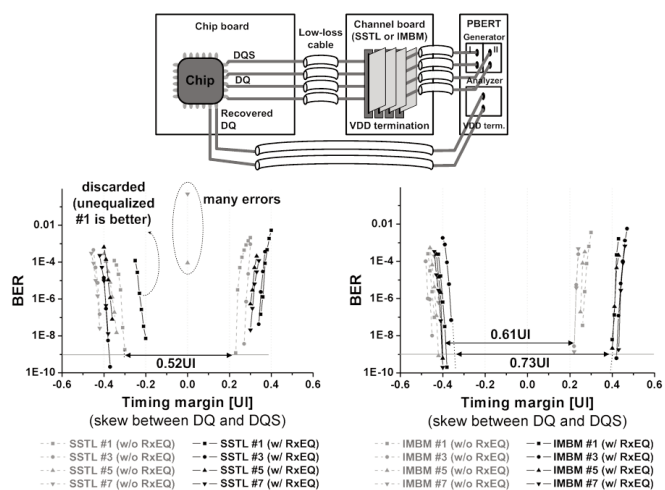 Chip board
Low-loss
cable
Channel board
(SSTL or IMBM)
PBERT
Generator
I
II
DQS
DQ
Chip
Recovered
DQ
VDD termination
Analyzer
VDD term.
discarded
(unequalized
#1 is better)
many errors
BER
0.01
1E-4
1E-6
1E-8
1E-10
0.52UI
-0.6
-0.4
-0.2
0.0
0.2
0.4
0.6
Timing margin [UI]
(skew between DQ and DQS)
SSTL #1 (w/o RxEQ)
SSTL #3 (w/o RxEQ)
SSTL #5 (w/o RxEQ)
SSTL #7 (w/o RxEQ)
SSTL #1 (w/ RxEQ)
SSTL #3 (w/ RxEQ)
SSTL #5 (w/ RxEQ)
SSTL #7 (w/ RxEQ)
BER
0.01
1E-4
1E-6
1E-8
1E-10
0.61UI
0.73UI
-0.6
-0.4
-0.2
0.0
0.2
0.4
0.6
Timing margin [UI]
(skew between DQ and DQS)
IMBM #1 (w/o RxEQ)
IMBM #3 (w/o RxEQ)
IMBM #5 (w/o RxEQ)
IMBM #7 (w/o RxEQ)
IMBM #1 (w/ RxEQ)
IMBM #3 (w/ RxEQ)
IMBM #5 (w/ RxEQ)
IMBM #7 (w/ RxEQ)